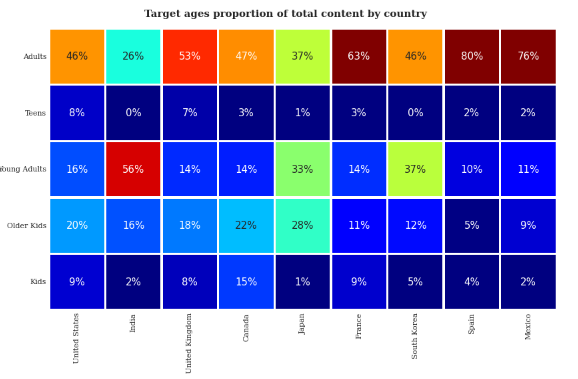 Target ages proportion of total content by country
Adults 46% 26% 53% 47% 37% 63% 46% 80% 76%
Teens 8% 0% 7% 3% 1% 3% 0% 2% 2%
Young Adults 16% 56% 14% 14% 33% 14% 37% 10% 11%
Older Kids 20% 16% 18% 22% 28% 11% 12% 5% 9%
Kids 9% 2% 8% 15% 1% 9% 5% 4% 2%
United States
India
United Kingdom
Canada
Japan
France
South Korea
Spain
Mexico